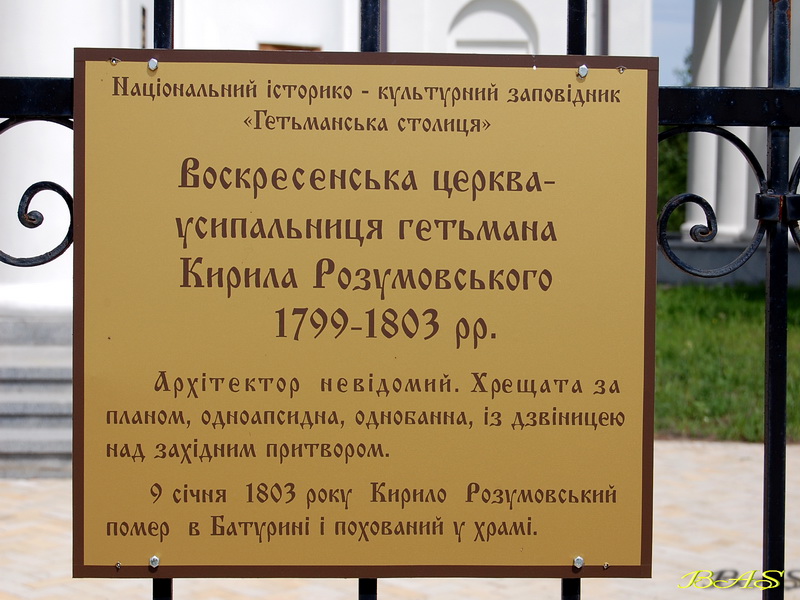 Національний історико - культурний заповідник
«Гетьманська столиця»
Воскресенська церква-
усипальниця гетьмана
Кирила Розумовського
1799-1803 рр.
Архітектор невідомий. Хрещата за
планом, одноапсидна, однобанна, із дзвіницею
над західним притвором.
9 січня 1803 року Кирило Розумовський
помер в Батурині і похований у храмі.
BAS